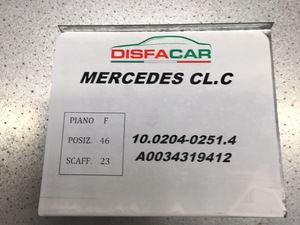 DISFACAR
MERCEDES CL.C
PIANO F
POSIZ. 46
SCAFF. 23
10.0204-0251.4
A0034319412